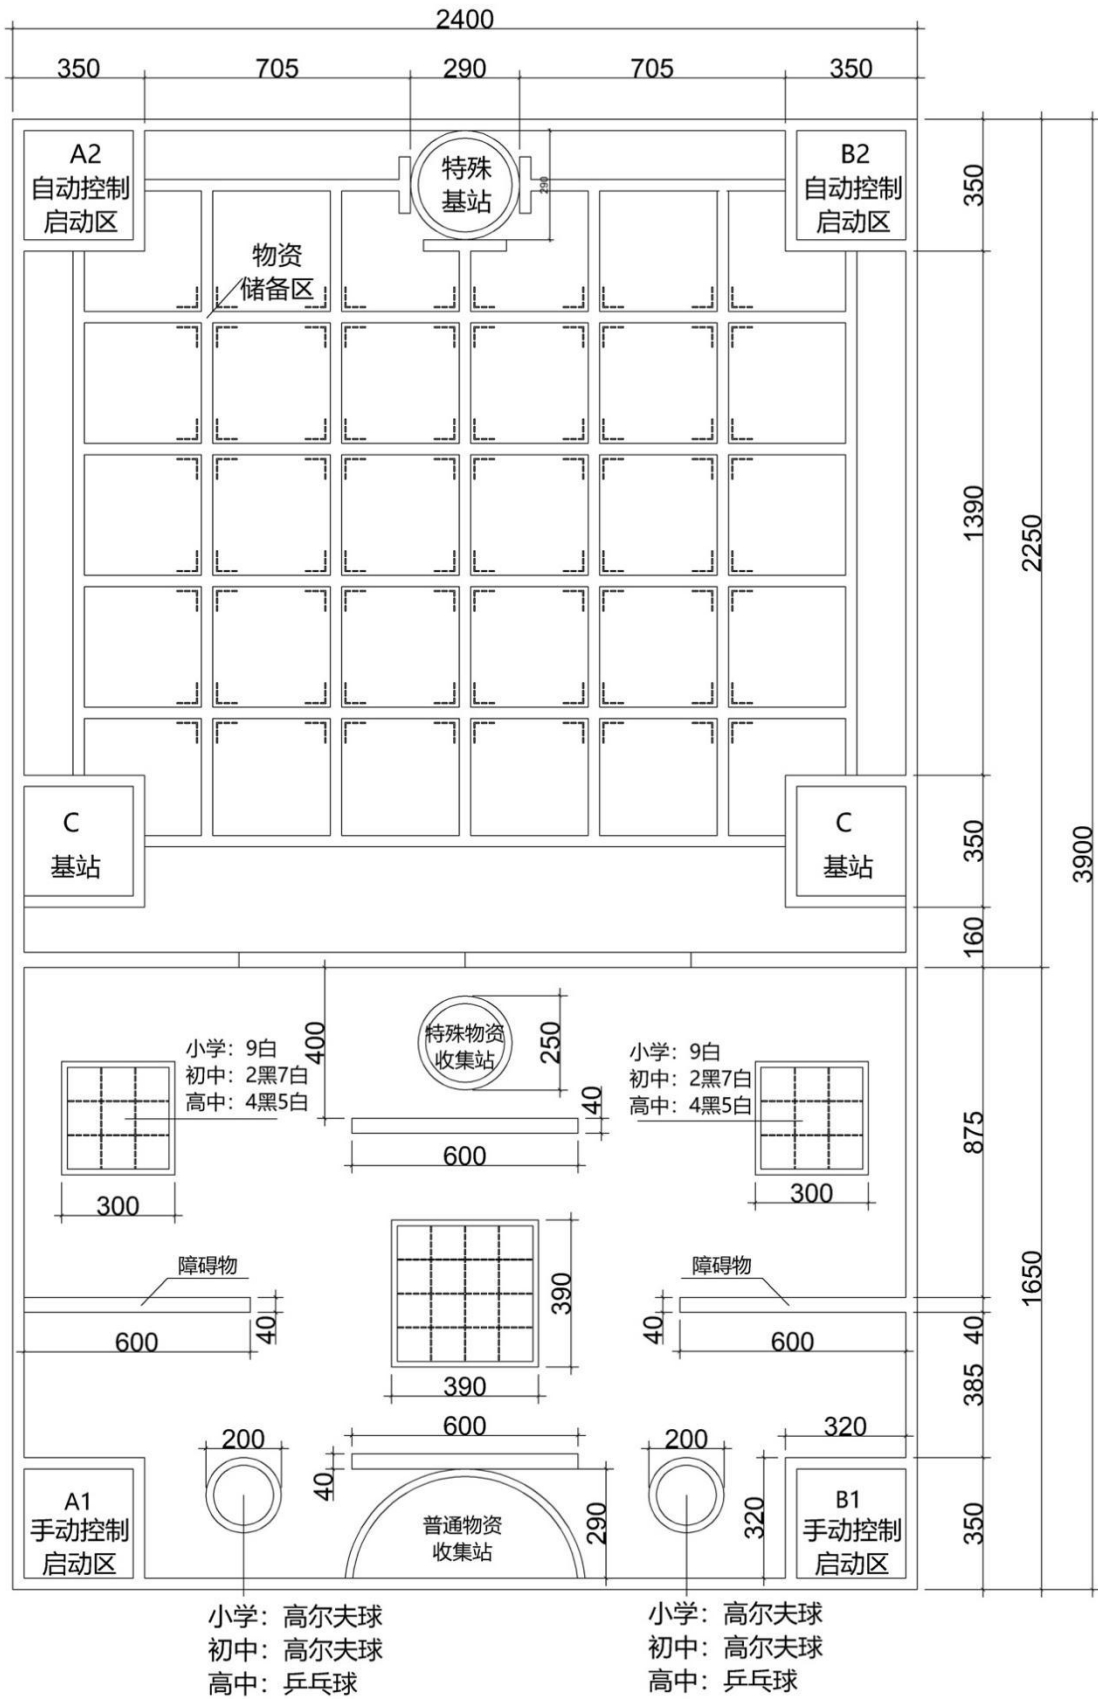 2400
350
705
290
705
350
A2
自动控制
启动区
特殊
基站
290
B2
自动控制
启动区
350
物资
储备区
1390
2250
3900
C
基站
C
基站
350
160
400
特殊物资
收集站
250
小学：9白
初中：2黑7白
高中：4黑5白
小学：9白
初中：2黑7白
高中：4黑5白
40
600
300
300
875
障碍物
障碍物
1650
390
40
600
40
600
40
390
385
600
200
200
320
40
A1
手动控制
启动区
普通物资
收集站
290
320
B1
手动控制
启动区
350
小学：高尔夫球
初中：高尔夫球
高中：乒乓球
小学：高尔夫球
初中：高尔夫球
高中：乒乓球